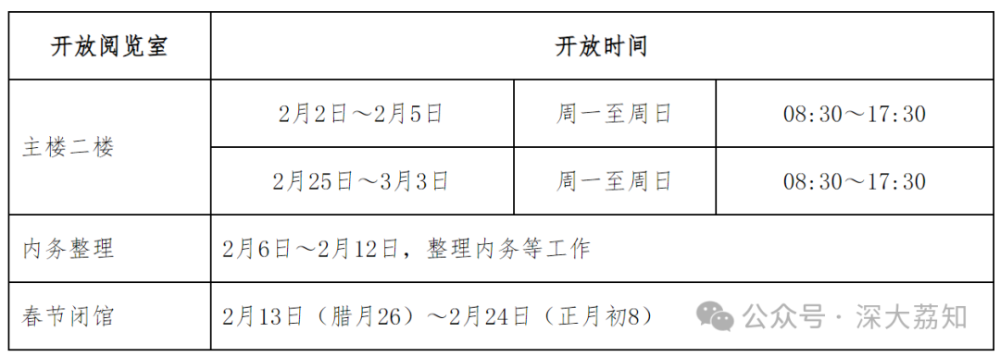 开放阅览室 开放时间
主楼二楼
2月2日～2月5日 周一至周日 08:30～17:30
2月25日～3月3日 周一至周日 08:30～17:30
内务整理 2月6日～2月12日，整理内务等工作
春节闭馆 2月13日（腊月26）～2月24日（正月初8）
公众号·深大荔知